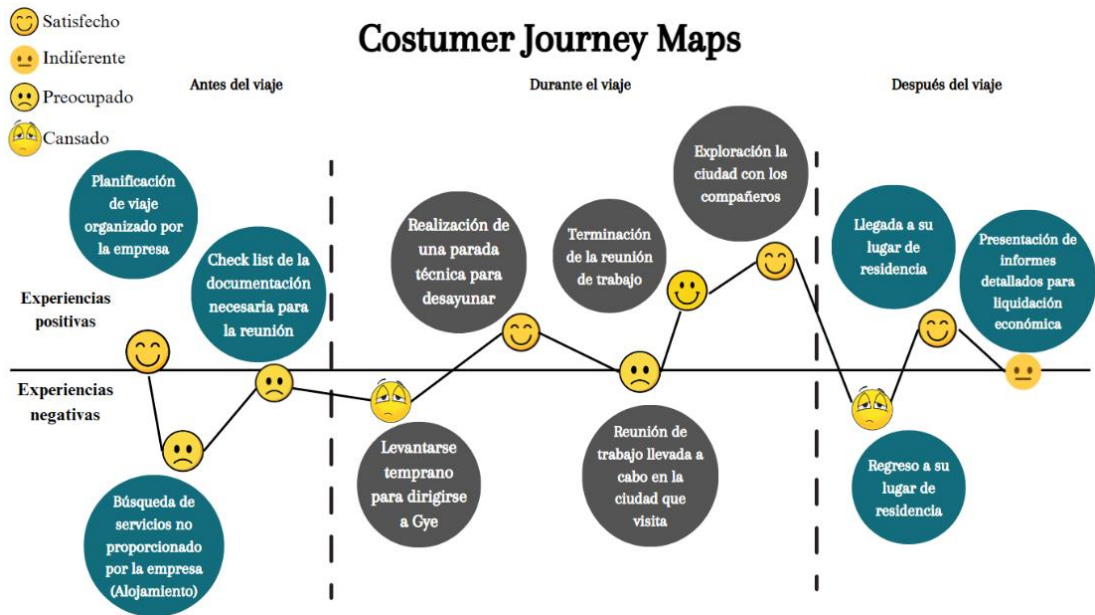 Satisfecho
Indiferente
Preocupado
Cansado
Costumer Journey Maps
Antes del viaje
Durante el viaje
Después del viaje
Experiencias
positivas
Experiencias
negativas
Planificación
de viaje
organizado por
la empresa
Búsqueda de
servicios no
proporcionado
por la empresa
(Alojamiento)
Check list de la
documentación
necesaria para
la reunión
Levantarse
temprano
para dirigirse
a Gye
Realización de
una parada
técnica para
desayunar
Reunión de
trabajo llevada a
cabo en la
ciudad que
visita
Terminación
de la reunión
de trabajo
Exploración la
ciudad con los
compañeros
Regreso a su
lugar de
residencia
Llegada a su
lugar de
residencia
Presentación de
informes
detallados para
liquidación
económica